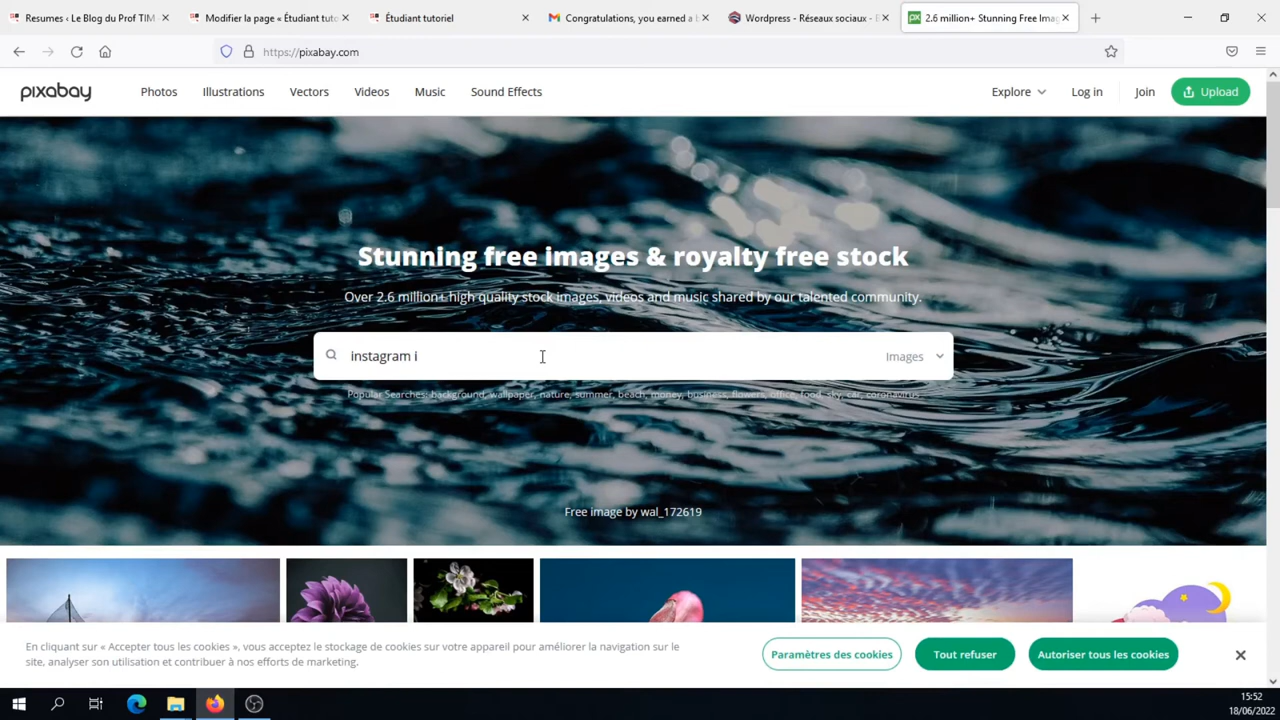 Resumes ‹ Le Blog du Prof TIM
Modifier la page « Étudiant tuto
Étudiant tutoriel
Congratulations, you earned a b
Wordpress - Réseaux sociaux - E
2.6 million+ Stunning Free Imag
https://pixabay.com
pixabay
Photos
Illustrations
Vectors
Videos
Music
Sound Effects
Explore
Log in
Join
Upload
Stunning free images & royalty free stock
Over 2.6 million+ high quality stock images, videos and music shared by our talented community.
instagram i
Images
Popular Searches: background, wallpaper, nature, summer, beach, money, business, flowers, office, food, sky, car, coronavirus
Free image by wal_172619
En cliquant sur « Accepter tous les cookies », vous acceptez le stockage de cookies sur votre appareil pour améliorer la navigation sur le
site, analyser son utilisation et contribuer à nos efforts de marketing.
Paramètres des cookies
Tout refuser
Autoriser tous les cookies
15:52
18/06/2022